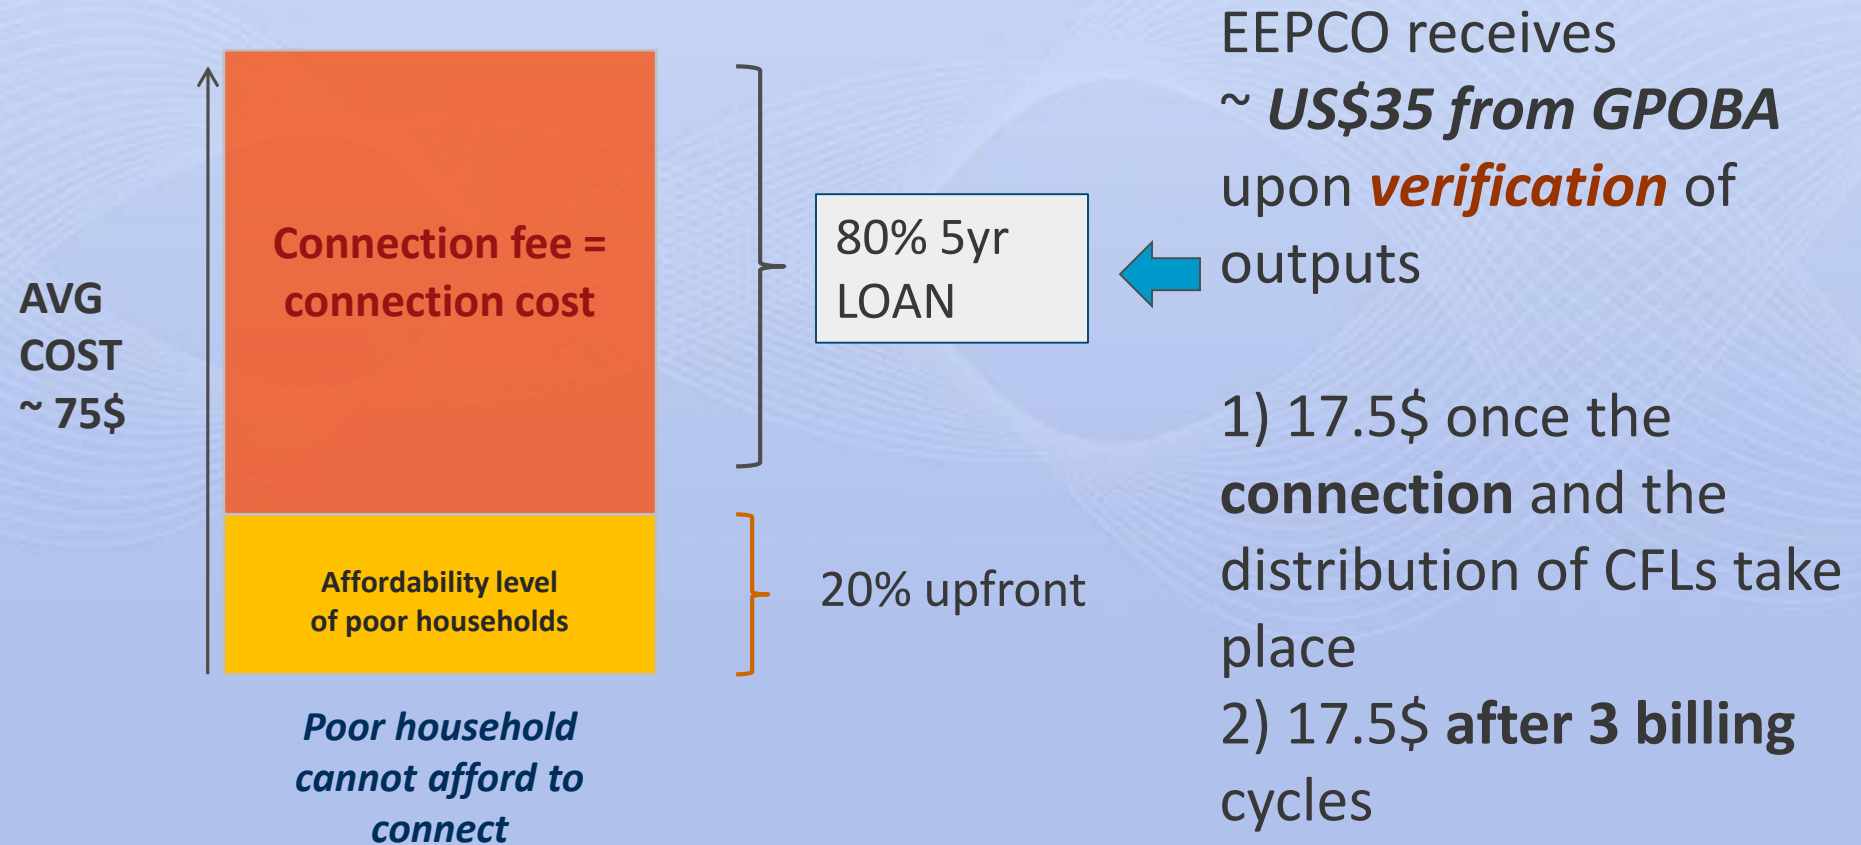 AVG
COST
~ 75$
Connection fee =
connection cost
Affordability level
of poor households
Poor household
cannot afford to
connect
80% 5yr
LOAN
20% upfront
EEPCO receives
~ US$35 from GPOBA
upon verification of
outputs
1) 17.5$ once the
connection and the
distribution of CFLs take
place
2) 17.5$ after 3 billing
cycles